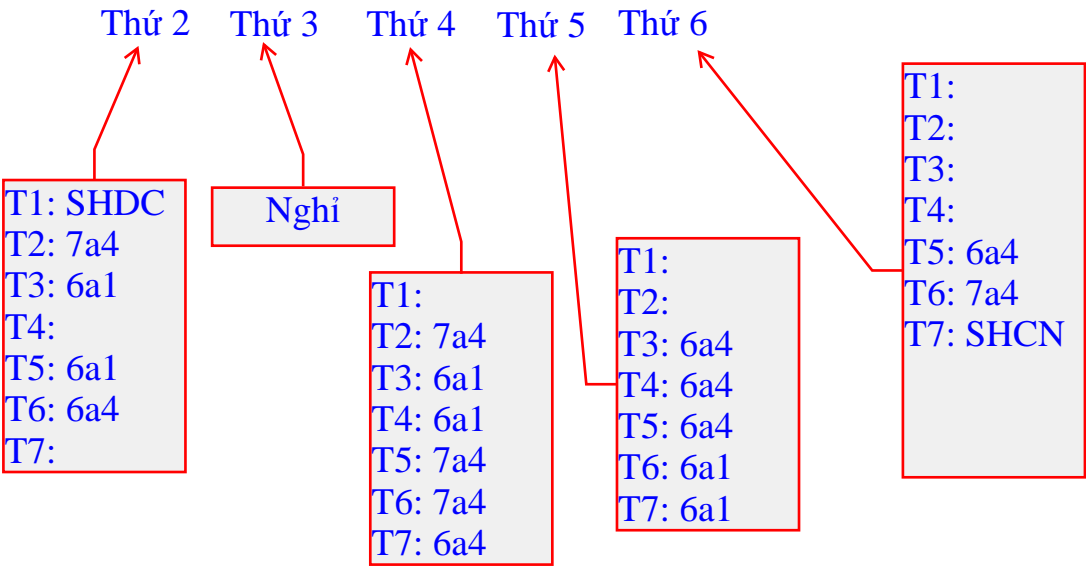 Thứ 2 Thứ 3 Thứ 4 Thứ 5 Thứ 6
T1: SHDC
T2: 7a4
T3: 6a1
T4:
T5: 6a1
T6: 6a4
T7:
Nghỉ
T1:
T2: 7a4
T3: 6a1
T4: 6a1
T5: 7a4
T6: 7a4
T7: 6a4
T1:
T2:
T3: 6a4
T4: 6a4
T5: 6a4
T6: 6a1
T7: 6a1
T1:
T2:
T3:
T4:
T5: 6a4
T6: 7a4
T7: SHCN